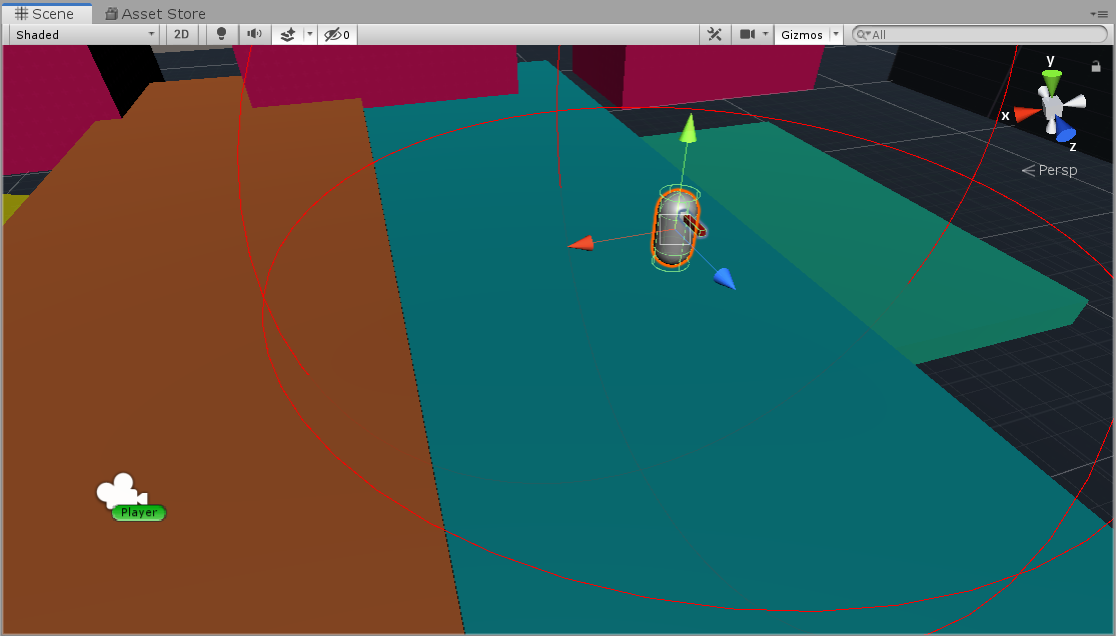 Scene Asset Store
Shaded 2D 0 Gizmos All
y
x
z
Persp
Player